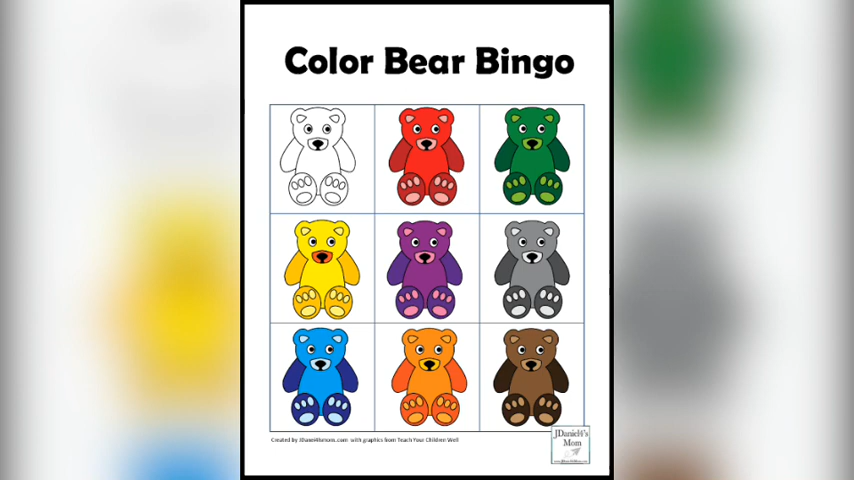 Color Bear Bingo
Created by JDaniel4smom.com with graphics from Teach Your Children Well
JDaniel4's
Mom